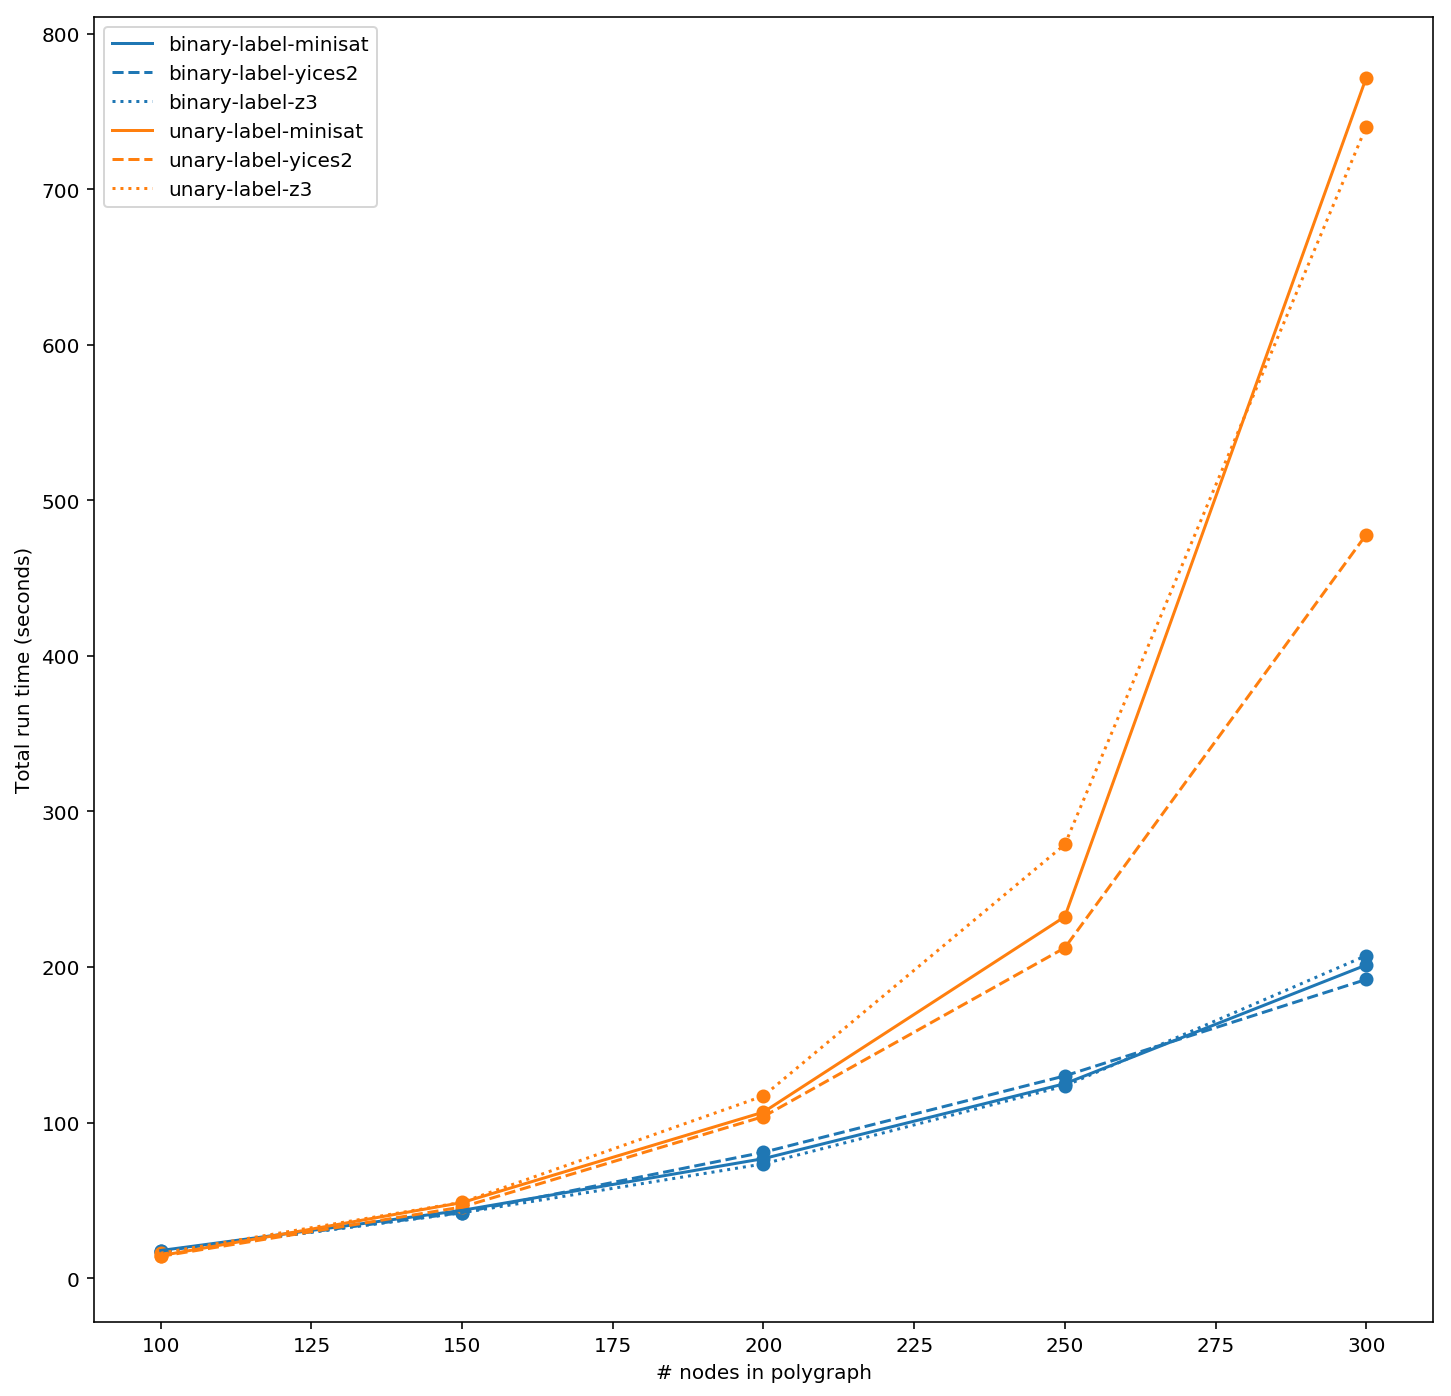 binary-label-minisat
binary-label-yices2
binary-label-z3
unary-label-minisat
unary-label-yices2
unary-label-z3
800
700
600
500
400
300
200
100
0
Total run time (seconds)
100 125 150 175 200 225 250 275 300
# nodes in polygraph